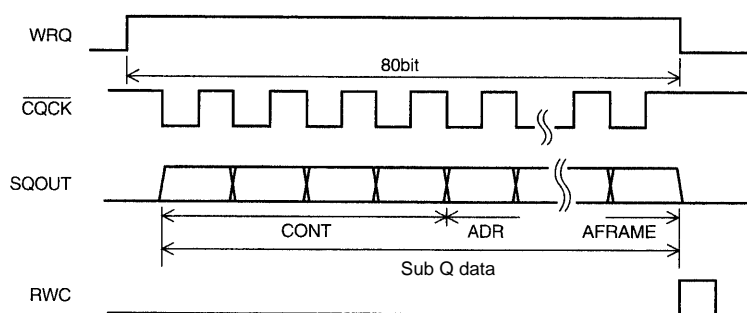 WRQ
80bit
CQCK
SQOUT
CONT
ADR
AFRAME
Sub Q data
RWC